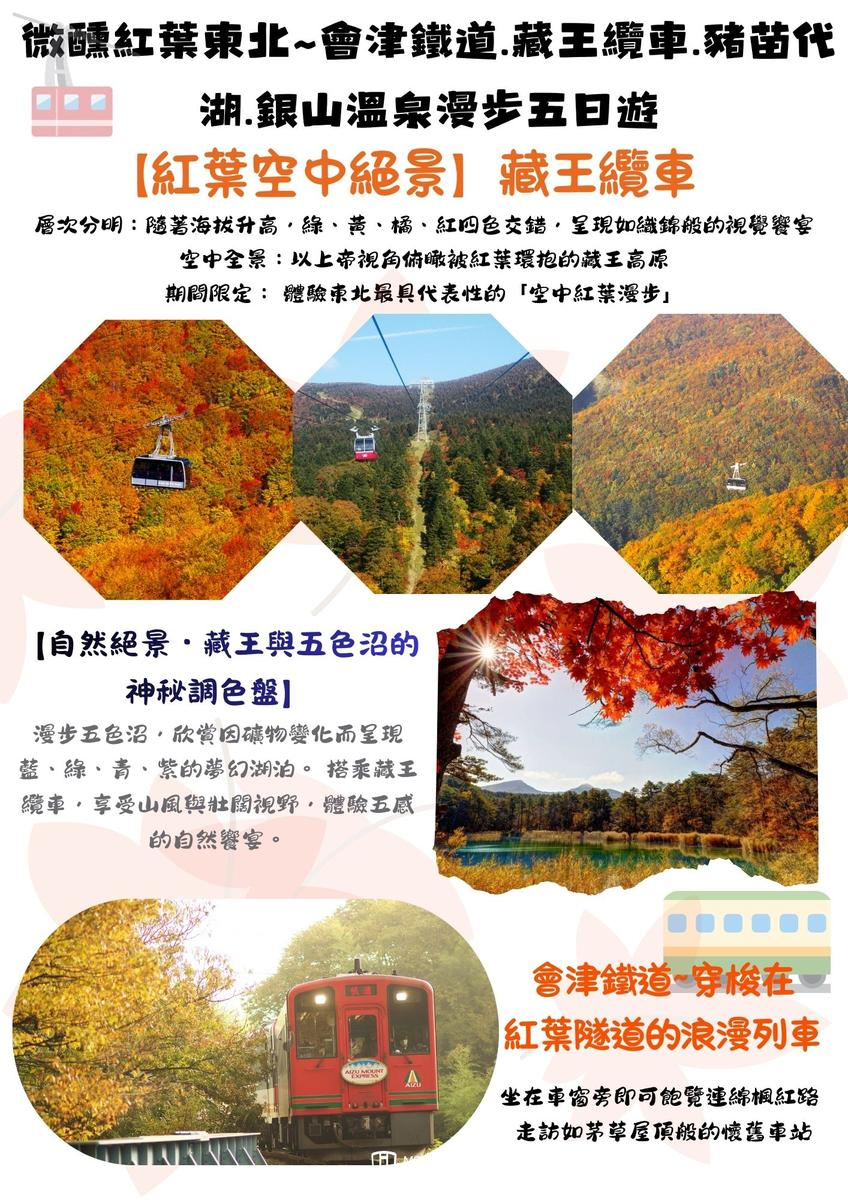 微醺紅葉東北~會津鐵道.藏王纜車.豬苗代
湖.銀山溫泉漫步五日遊
【紅葉空中絕景】藏王纜車
層次分明：隨著海拔升高，綠、黃、橘、紅四色交錯，呈現如織錦般的視覺饗宴
空中全景：以上帝視角俯瞰被紅葉環抱的藏王高原
期間限定： 體驗東北最具代表性的「空中紅葉漫步」
【自然絕景・藏王與五色沼的
神秘調色盤】
漫步五色沼，欣賞因礦物變化而呈現
藍、綠、青、紫的夢幻湖泊。 搭乘藏王
纜車，享受山風與壯闊視野，體驗五感
的自然饗宴。
AIZU MOUNT
EXPRESS
AIZU
會津鐵道~穿梭在
紅葉隧道的浪漫列車
坐在車窗旁即可飽覽連綿楓紅路
走訪如茅草屋頂般的懷舊車站